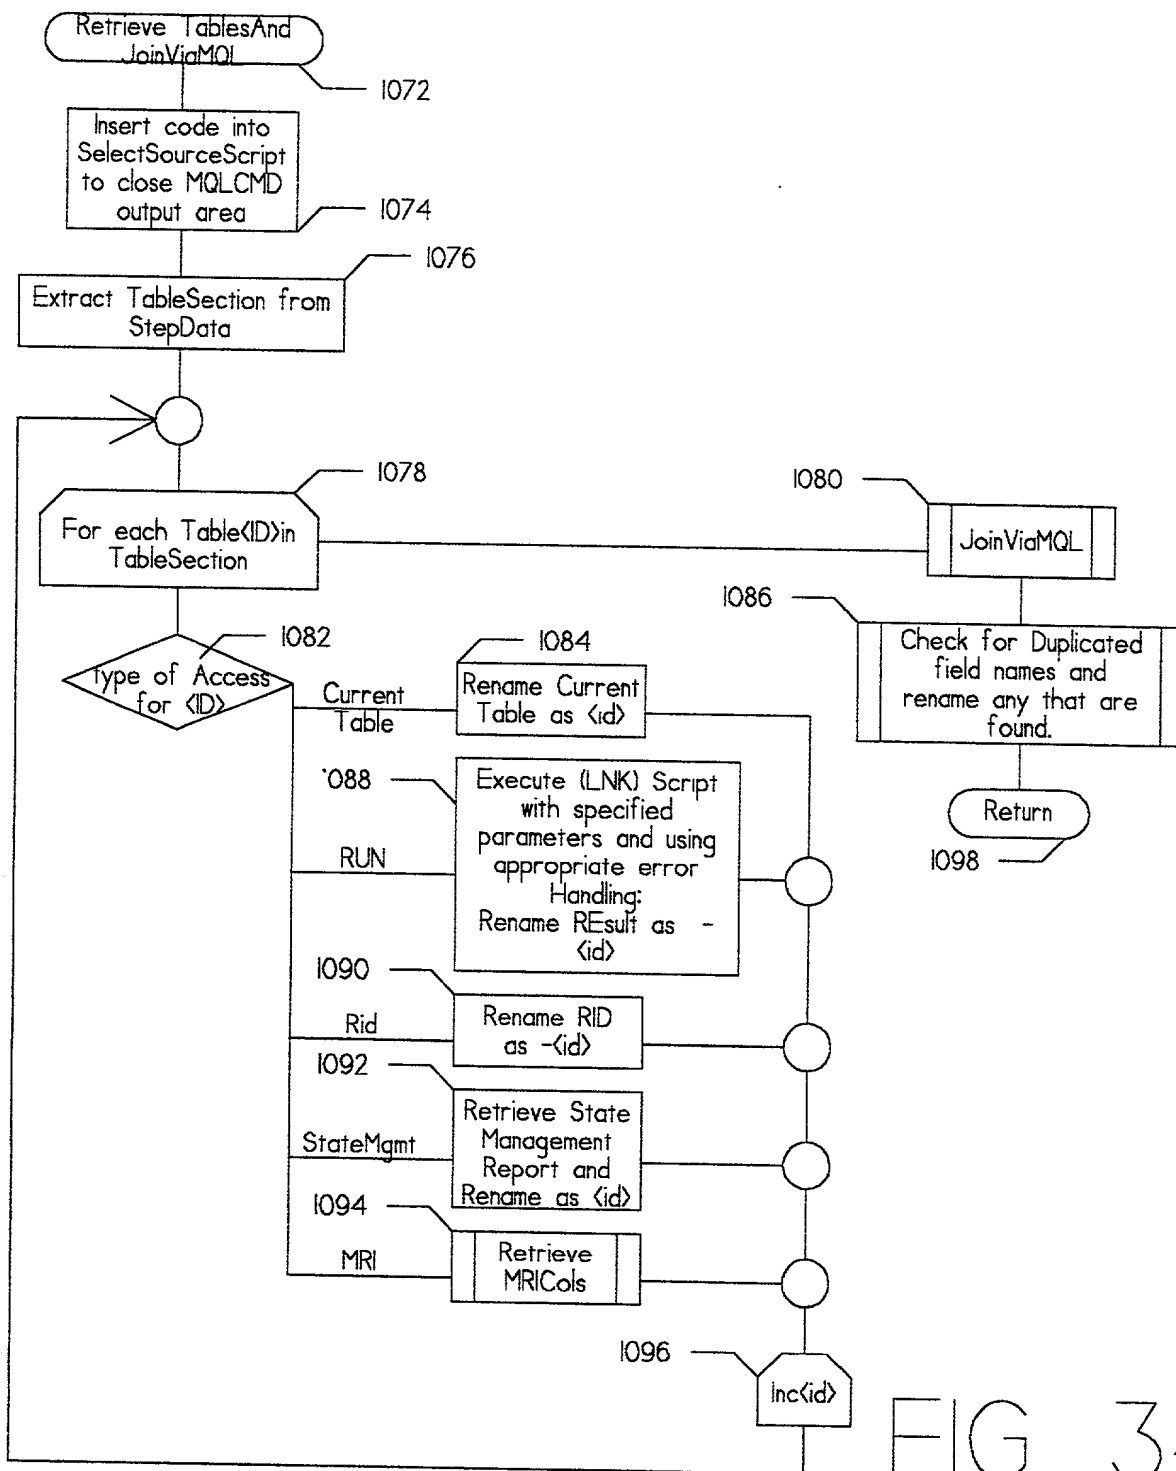 Retrieve TablesAnd
JoinViaMQL
1072
Insert code into
SelectSourceScript
to close MQLCMD
output area
1074
1076
Extract TableSection from
StepData
1078
For each Table<ID>in
TableSection
1080
JoinViaMQL
1082
type of Access
for <ID>
1084
Current
Table
Rename Current
Table as <id>
1086
Check for Duplicated
field names and
rename any that are
found.
Return
1098
'088
RUN
Execute (LNK) Script
with specified
parameters and using
appropriate error
Handling:
Rename REsult as -
<id>
1090
Rid
Rename RID
as -<id>
1092
StateMgmt
Retrieve State
Management
Report and
Rename as <id>
1094
MRI
Retrieve
MRICols
1096
Inc<id>
FIG 3